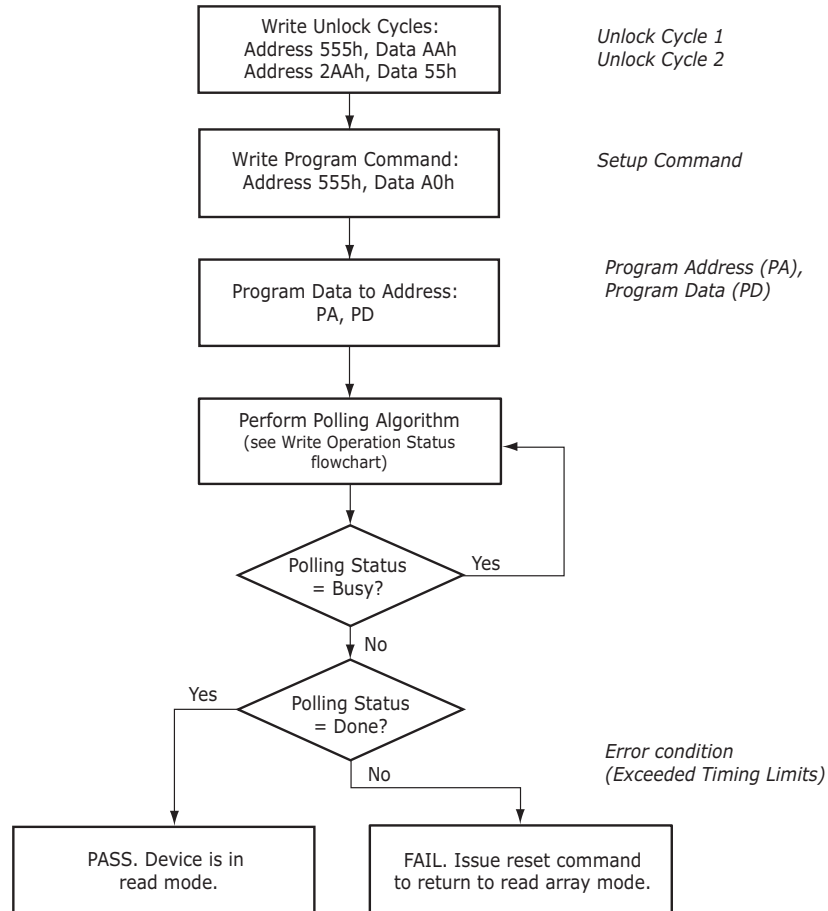 Write Unlock Cycles:
Address 555h, Data AAh
Address 2AAh, Data 55h
Unlock Cycle 1
Unlock Cycle 2
Write Program Command:
Address 555h, Data A0h
Setup Command
Program Data to Address:
PA, PD
Program Address (PA),
Program Data (PD)
Perform Polling Algorithm
(see Write Operation Status
flowchart)
Polling Status
= Busy?
Yes
No
Polling Status
= Done?
Yes
No
Error condition
(Exceeded Timing Limits)
PASS. Device is in
read mode.
FAIL. Issue reset command
to return to read array mode.